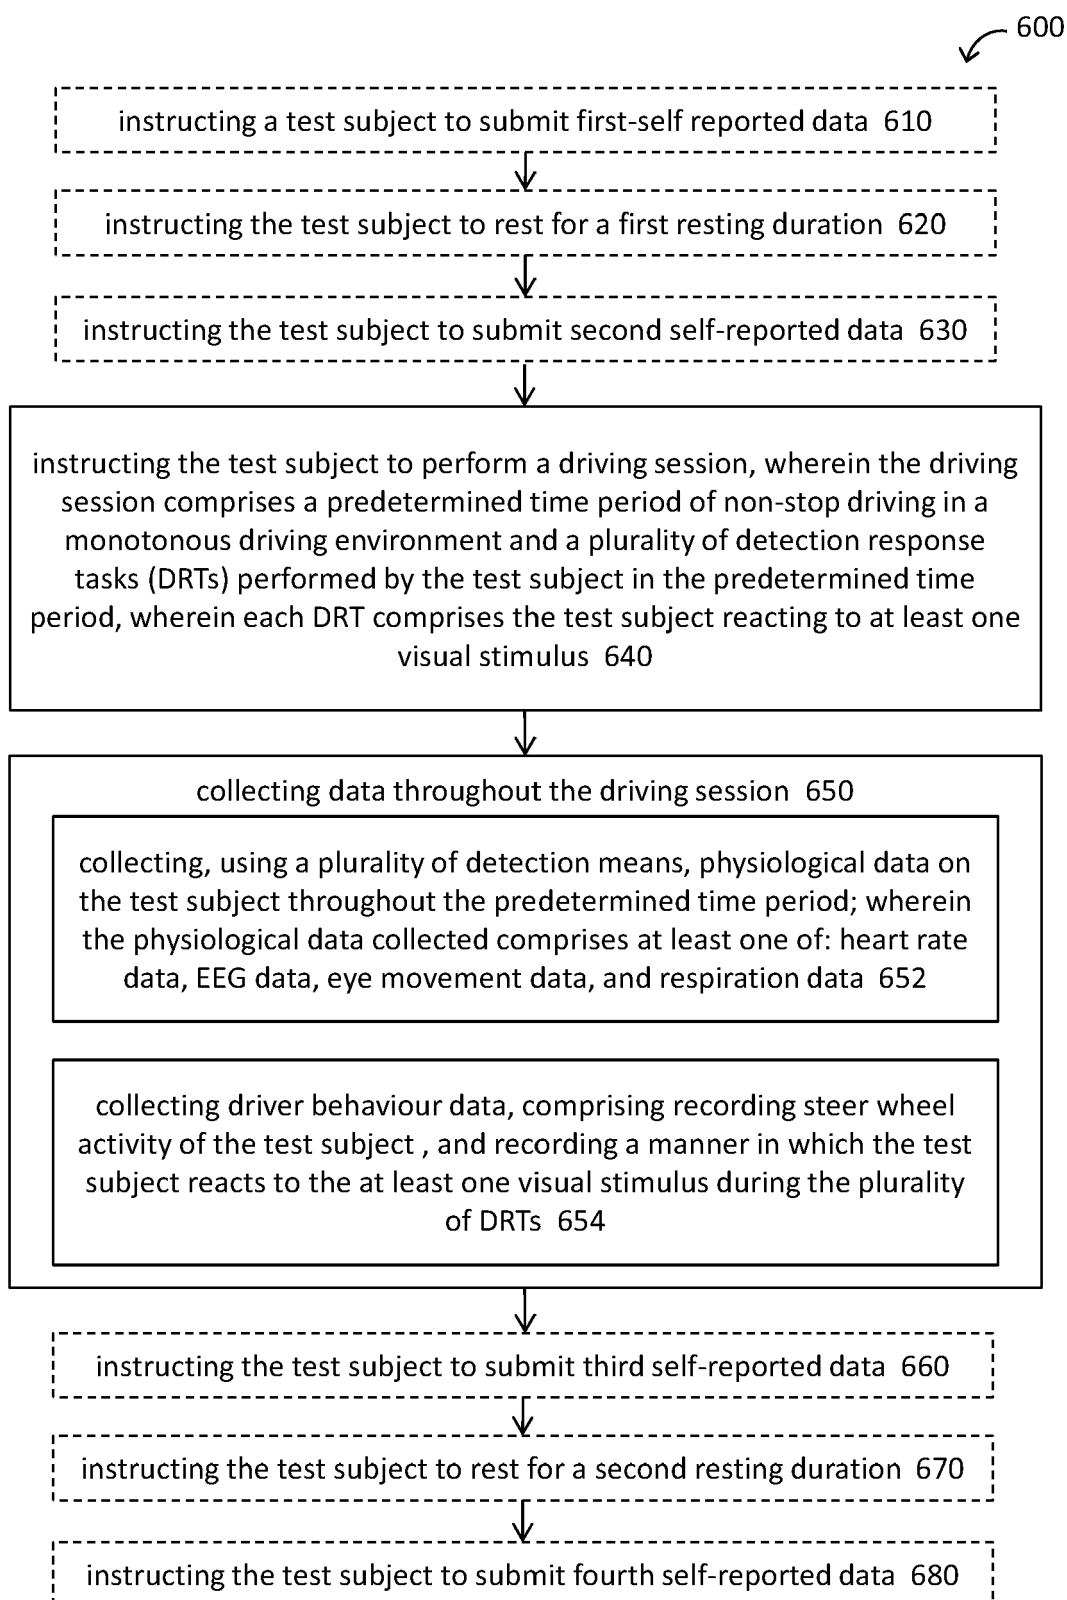 600
instructing a test subject to submit first-self reported data 610
instructing the test subject to rest for a first resting duration 620
instructing the test subject to submit second self-reported data 630
instructing the test subject to perform a driving session, wherein the driving
session comprises a predetermined time period of non-stop driving in a
monotonous driving environment and a plurality of detection response
tasks (DRTs) performed by the test subject in the predetermined time
period, wherein each DRT comprises the test subject reacting to at least one
visual stimulus 640
collecting data throughout the driving session 650
collecting, using a plurality of detection means, physiological data on
the test subject throughout the predetermined time period; wherein
the physiological data collected comprises at least one of: heart rate
data, EEG data, eye movement data, and respiration data 652
collecting driver behaviour data, comprising recording steer wheel
activity of the test subject , and recording a manner in which the test
subject reacts to the at least one visual stimulus during the plurality
of DRTs 654
instructing the test subject to submit third self-reported data 660
instructing the test subject to rest for a second resting duration 670
instructing the test subject to submit fourth self-reported data 680